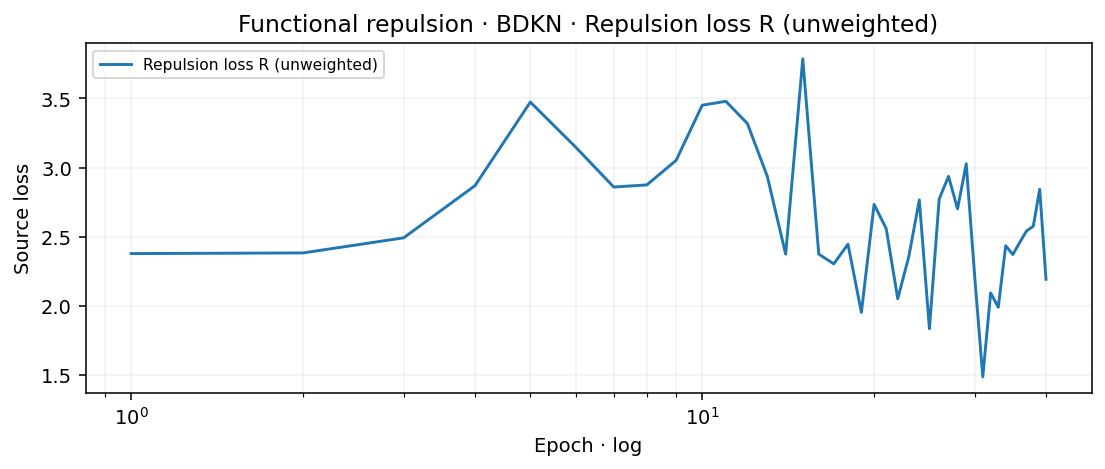 Functional repulsion · BDKN · Repulsion loss R (unweighted)
Repulsion loss R (unweighted)
Source loss
3.5
3.0
2.5
2.0
1.5
10⁰
10¹
Epoch · log